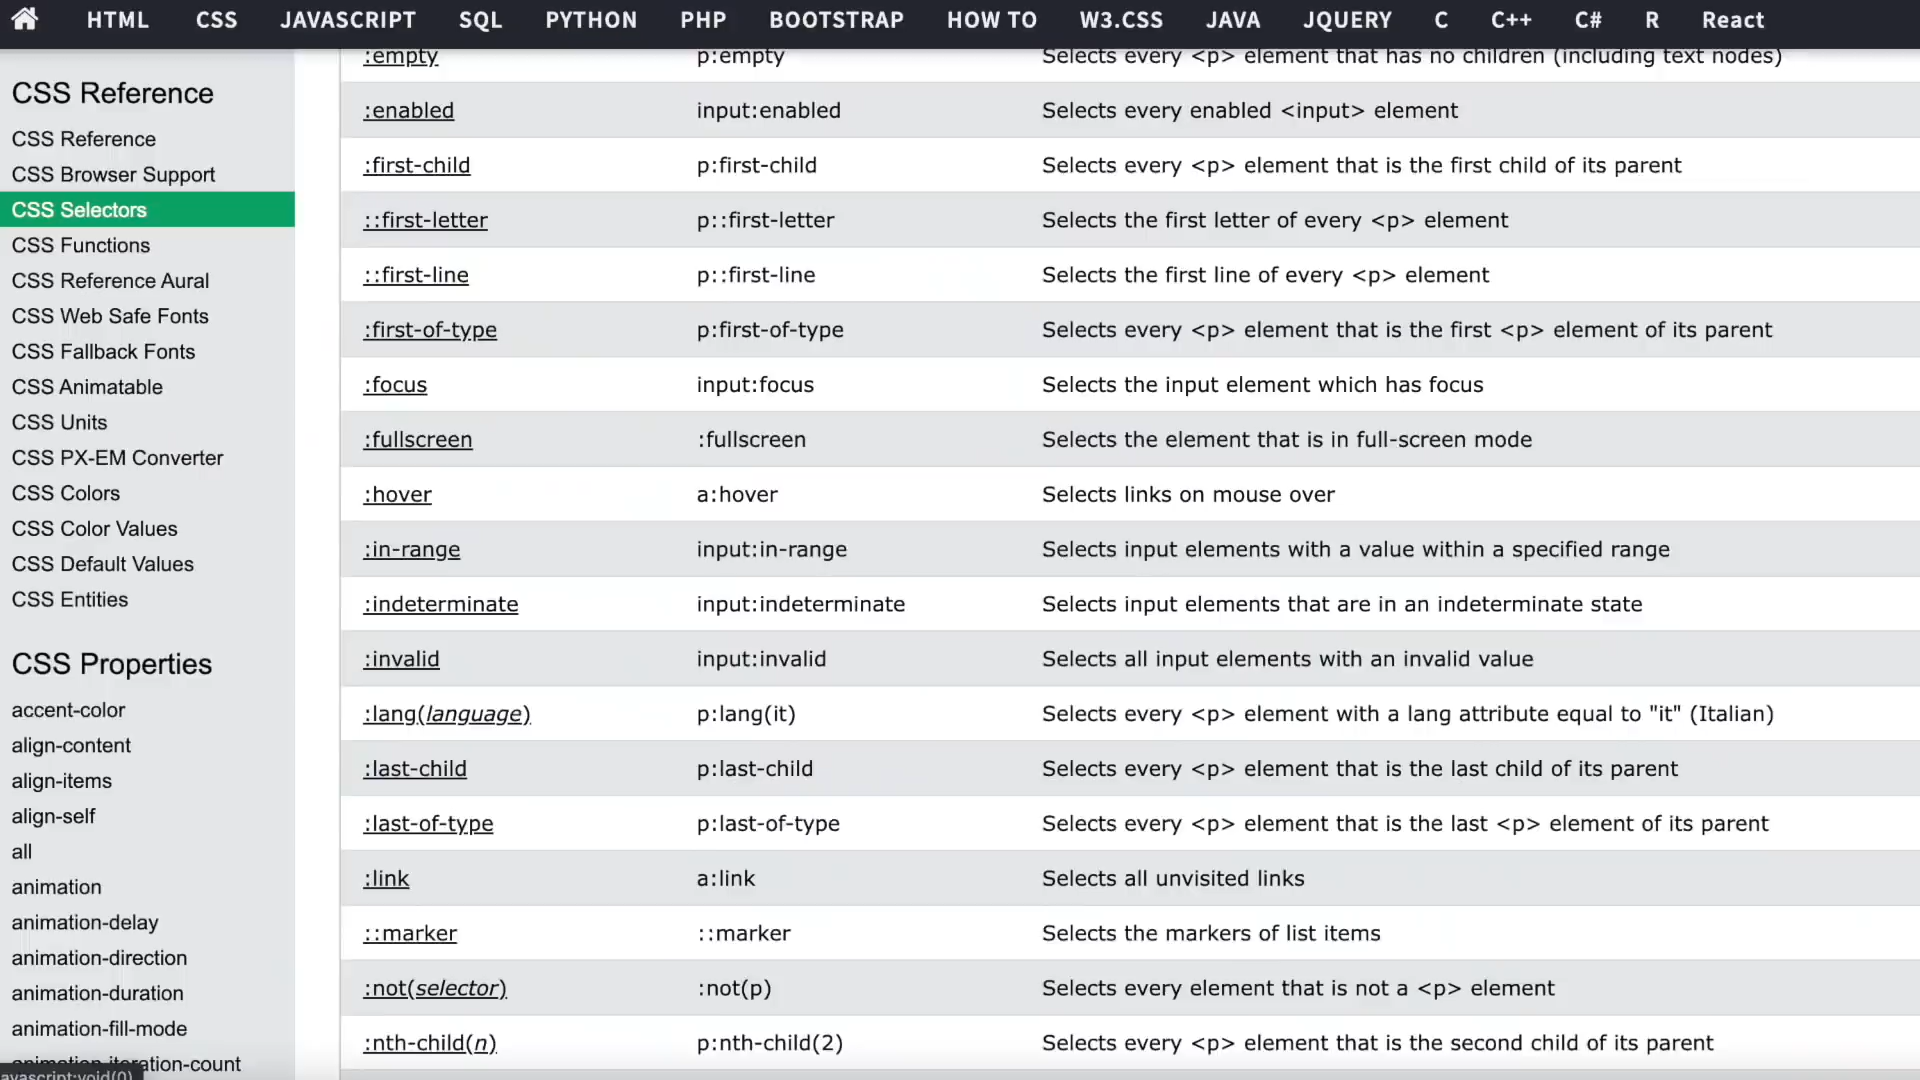 HTML CSS JAVASCRIPT SQL PYTHON PHP BOOTSTRAP HOW TO W3.CSS JAVA JQUERY C C++ C# R React
CSS Reference
CSS Reference
CSS Browser Support
CSS Selectors
CSS Functions
CSS Reference Aural
CSS Web Safe Fonts
CSS Fallback Fonts
CSS Animatable
CSS Units
CSS PX-EM Converter
CSS Colors
CSS Color Values
CSS Default Values
CSS Entities
CSS Properties
accent-color
align-content
align-items
align-self
all
animation
animation-delay
animation-direction
animation-duration
animation-fill-mode
animation-iteration-count
avascript:void(0)
:empty p:empty Selects every <p> element that has no children (including text nodes)
:enabled input:enabled Selects every enabled <input> element
:first-child p:first-child Selects every <p> element that is the first child of its parent
::first-letter p::first-letter Selects the first letter of every <p> element
::first-line p::first-line Selects the first line of every <p> element
:first-of-type p:first-of-type Selects every <p> element that is the first <p> element of its parent
:focus input:focus Selects the input element which has focus
:fullscreen :fullscreen Selects the element that is in full-screen mode
:hover a:hover Selects links on mouse over
:in-range input:in-range Selects input elements with a value within a specified range
:indeterminate input:indeterminate Selects input elements that are in an indeterminate state
:invalid input:invalid Selects all input elements with an invalid value
:lang(language) p:lang(it) Selects every <p> element with a lang attribute equal to "it" (Italian)
:last-child p:last-child Selects every <p> element that is the last child of its parent
:last-of-type p:last-of-type Selects every <p> element that is the last <p> element of its parent
:link a:link Selects all unvisited links
::marker ::marker Selects the markers of list items
:not(selector) :not(p) Selects every element that is not a <p> element
:nth-child(n) p:nth-child(2) Selects every <p> element that is the second child of its parent